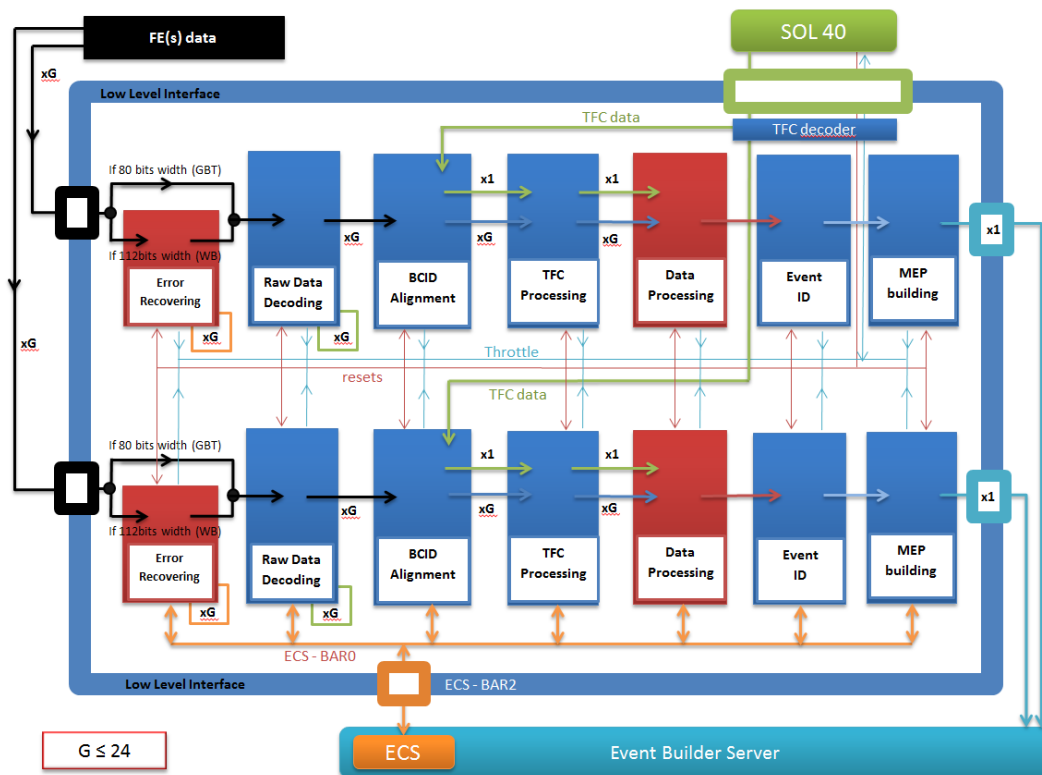 FE(s) data
SOL 40
xG
Low Level Interface
TFC data
TFC decoder
If 80 bits width (GBT)
x1
x1
x1
xG
xG
xG
If 112bits width (WB)
Error
Recovering
Raw Data
Decoding
BCID
Alignment
TFC
Processing
Data
Processing
Event
ID
MEP
building
xG
xG
xG
Throttle
resets
TFC data
If 80 bits width (GBT)
x1
x1
x1
xG
xG
xG
If 112bits width (WB)
Error
Recovering
Raw Data
Decoding
BCID
Alignment
TFC
Processing
Data
Processing
Event
ID
MEP
building
xG
xG
ECS - BAR0
Low Level Interface
ECS - BAR2
G ≤ 24
ECS
Event Builder Server